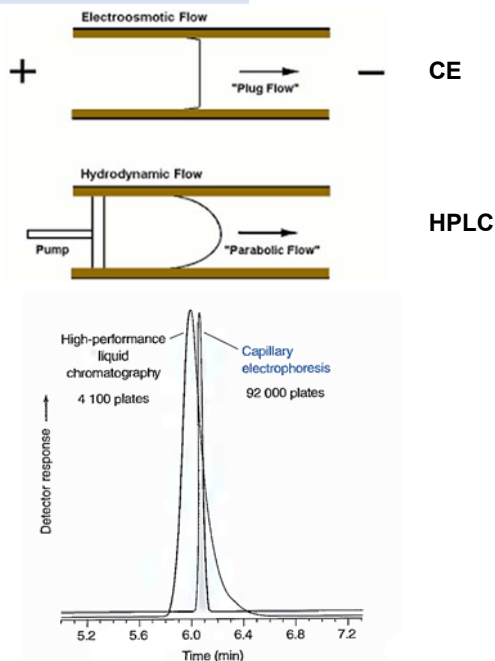 Electroosmotic Flow
+
"Plug Flow"
−
CE
Hydrodynamic Flow
HPLC
Pump
"Parabolic Flow"
High-performance
liquid
chromatography
4 100 plates
Capillary
electrophoresis
92 000 plates
Detector response
5.2 5.6 6.0 6.4 6.8 7.2
Time (min)